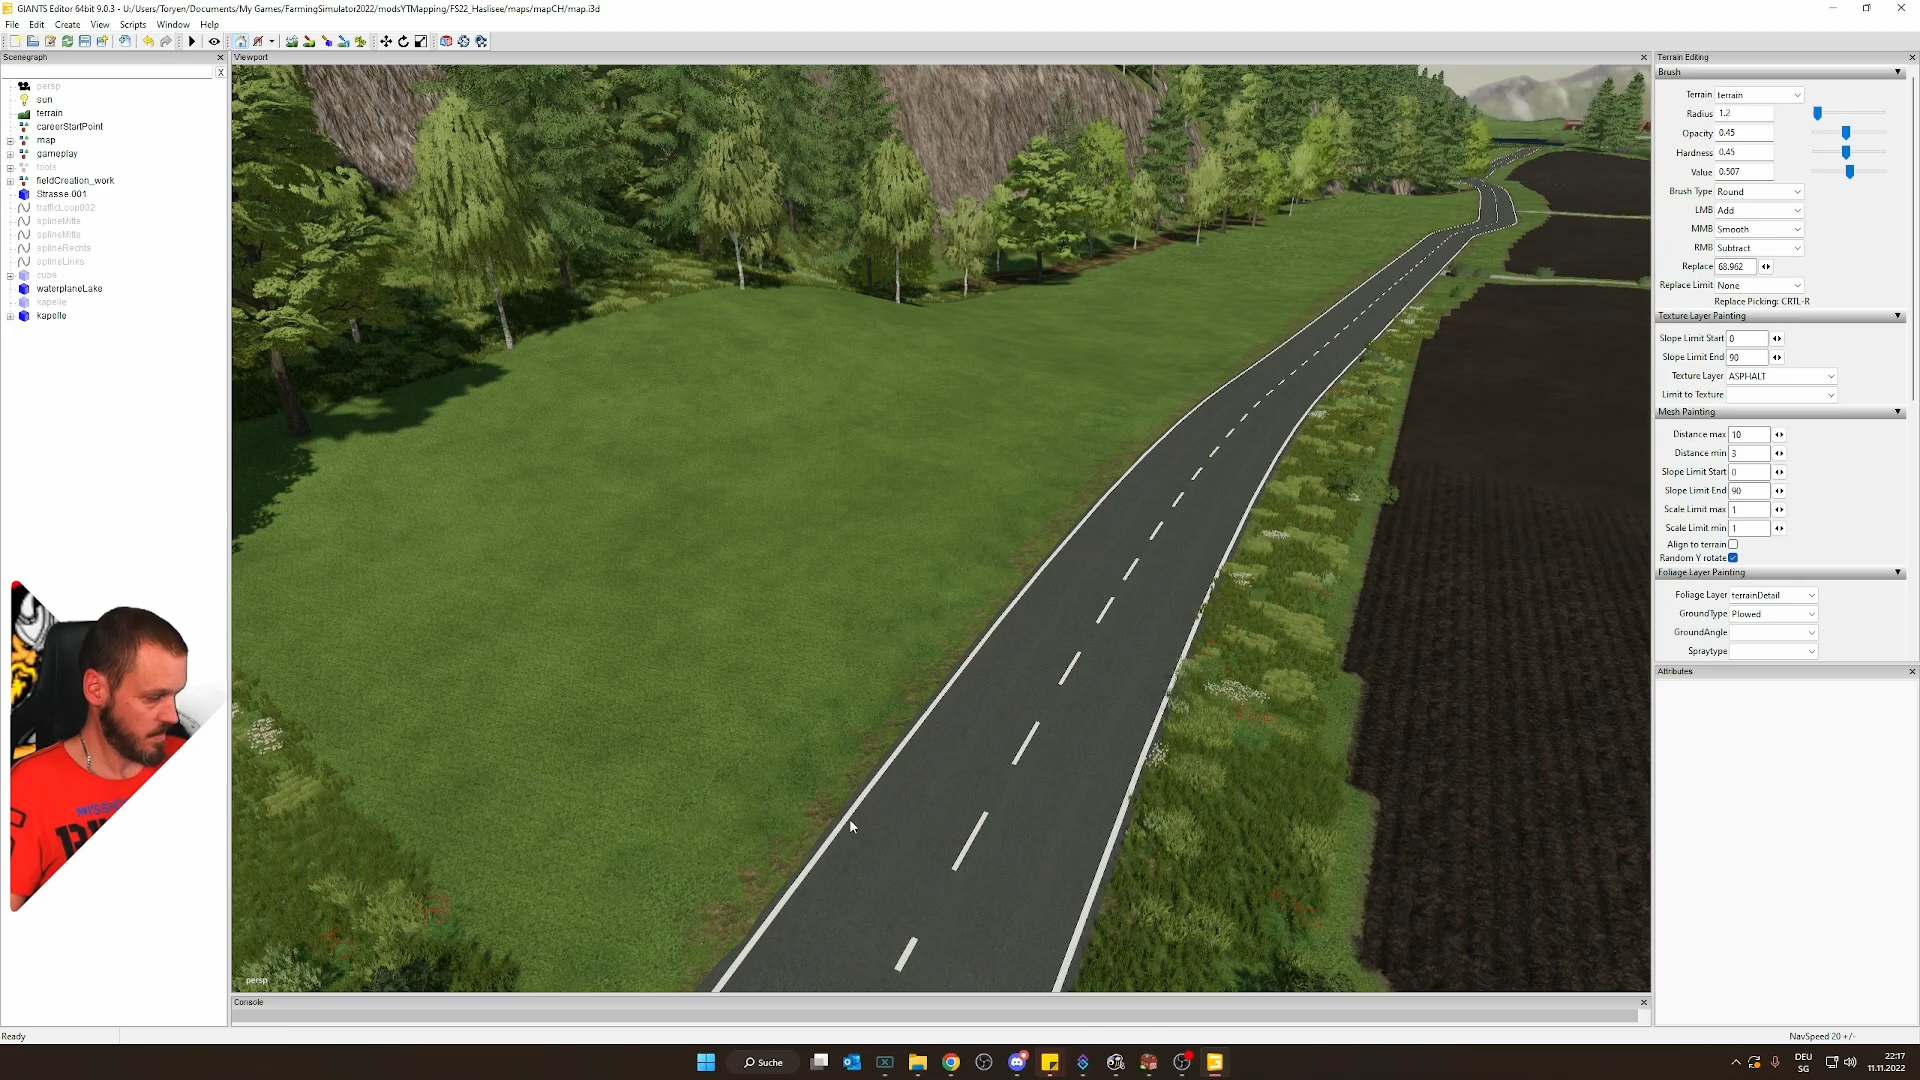 GIANTS Editor 64bit 9.0.3 - U:/Users/Toryen/Documents/My Games/FarmingSimulator2022/modsYTMapping/FS22_Haslisee/maps/mapCH/map.i3d
File Edit Create View Scripts Window Help
Scenegraph
X
persp
sun
terrain
careerStartPoint
map
gameplay
tools
fieldCreation_work
Strasse.001
trafficLoop002
splineMitte
splineMitte
splineRechts
splineLinks
cube
waterplaneLake
kapelle
kapelle
Viewport
persp
Console
Terrain Editing
Brush
Terrain terrain
Radius 1.2
Opacity 0.45
Hardness 0.45
Value 0.507
Brush Type Round
LMB Add
MMB Smooth
RMB Subtract
Replace 68.962
Replace Limit None
Replace Picking: CRTL-R
Texture Layer Painting
Slope Limit Start 0
Slope Limit End 90
Texture Layer ASPHALT
Limit to Texture
Mesh Painting
Distance max 10
Distance min 3
Slope Limit Start 0
Slope Limit End 90
Scale Limit max 1
Scale Limit min 1
Align to terrain
Random Y rotate
Foliage Layer Painting
Foliage Layer terrainDetail
GroundType Plowed
GroundAngle
Spraytype
Attributes
Ready
NavSpeed 20 +/-
Suche
DEU
SG
22:17
11.11.2022